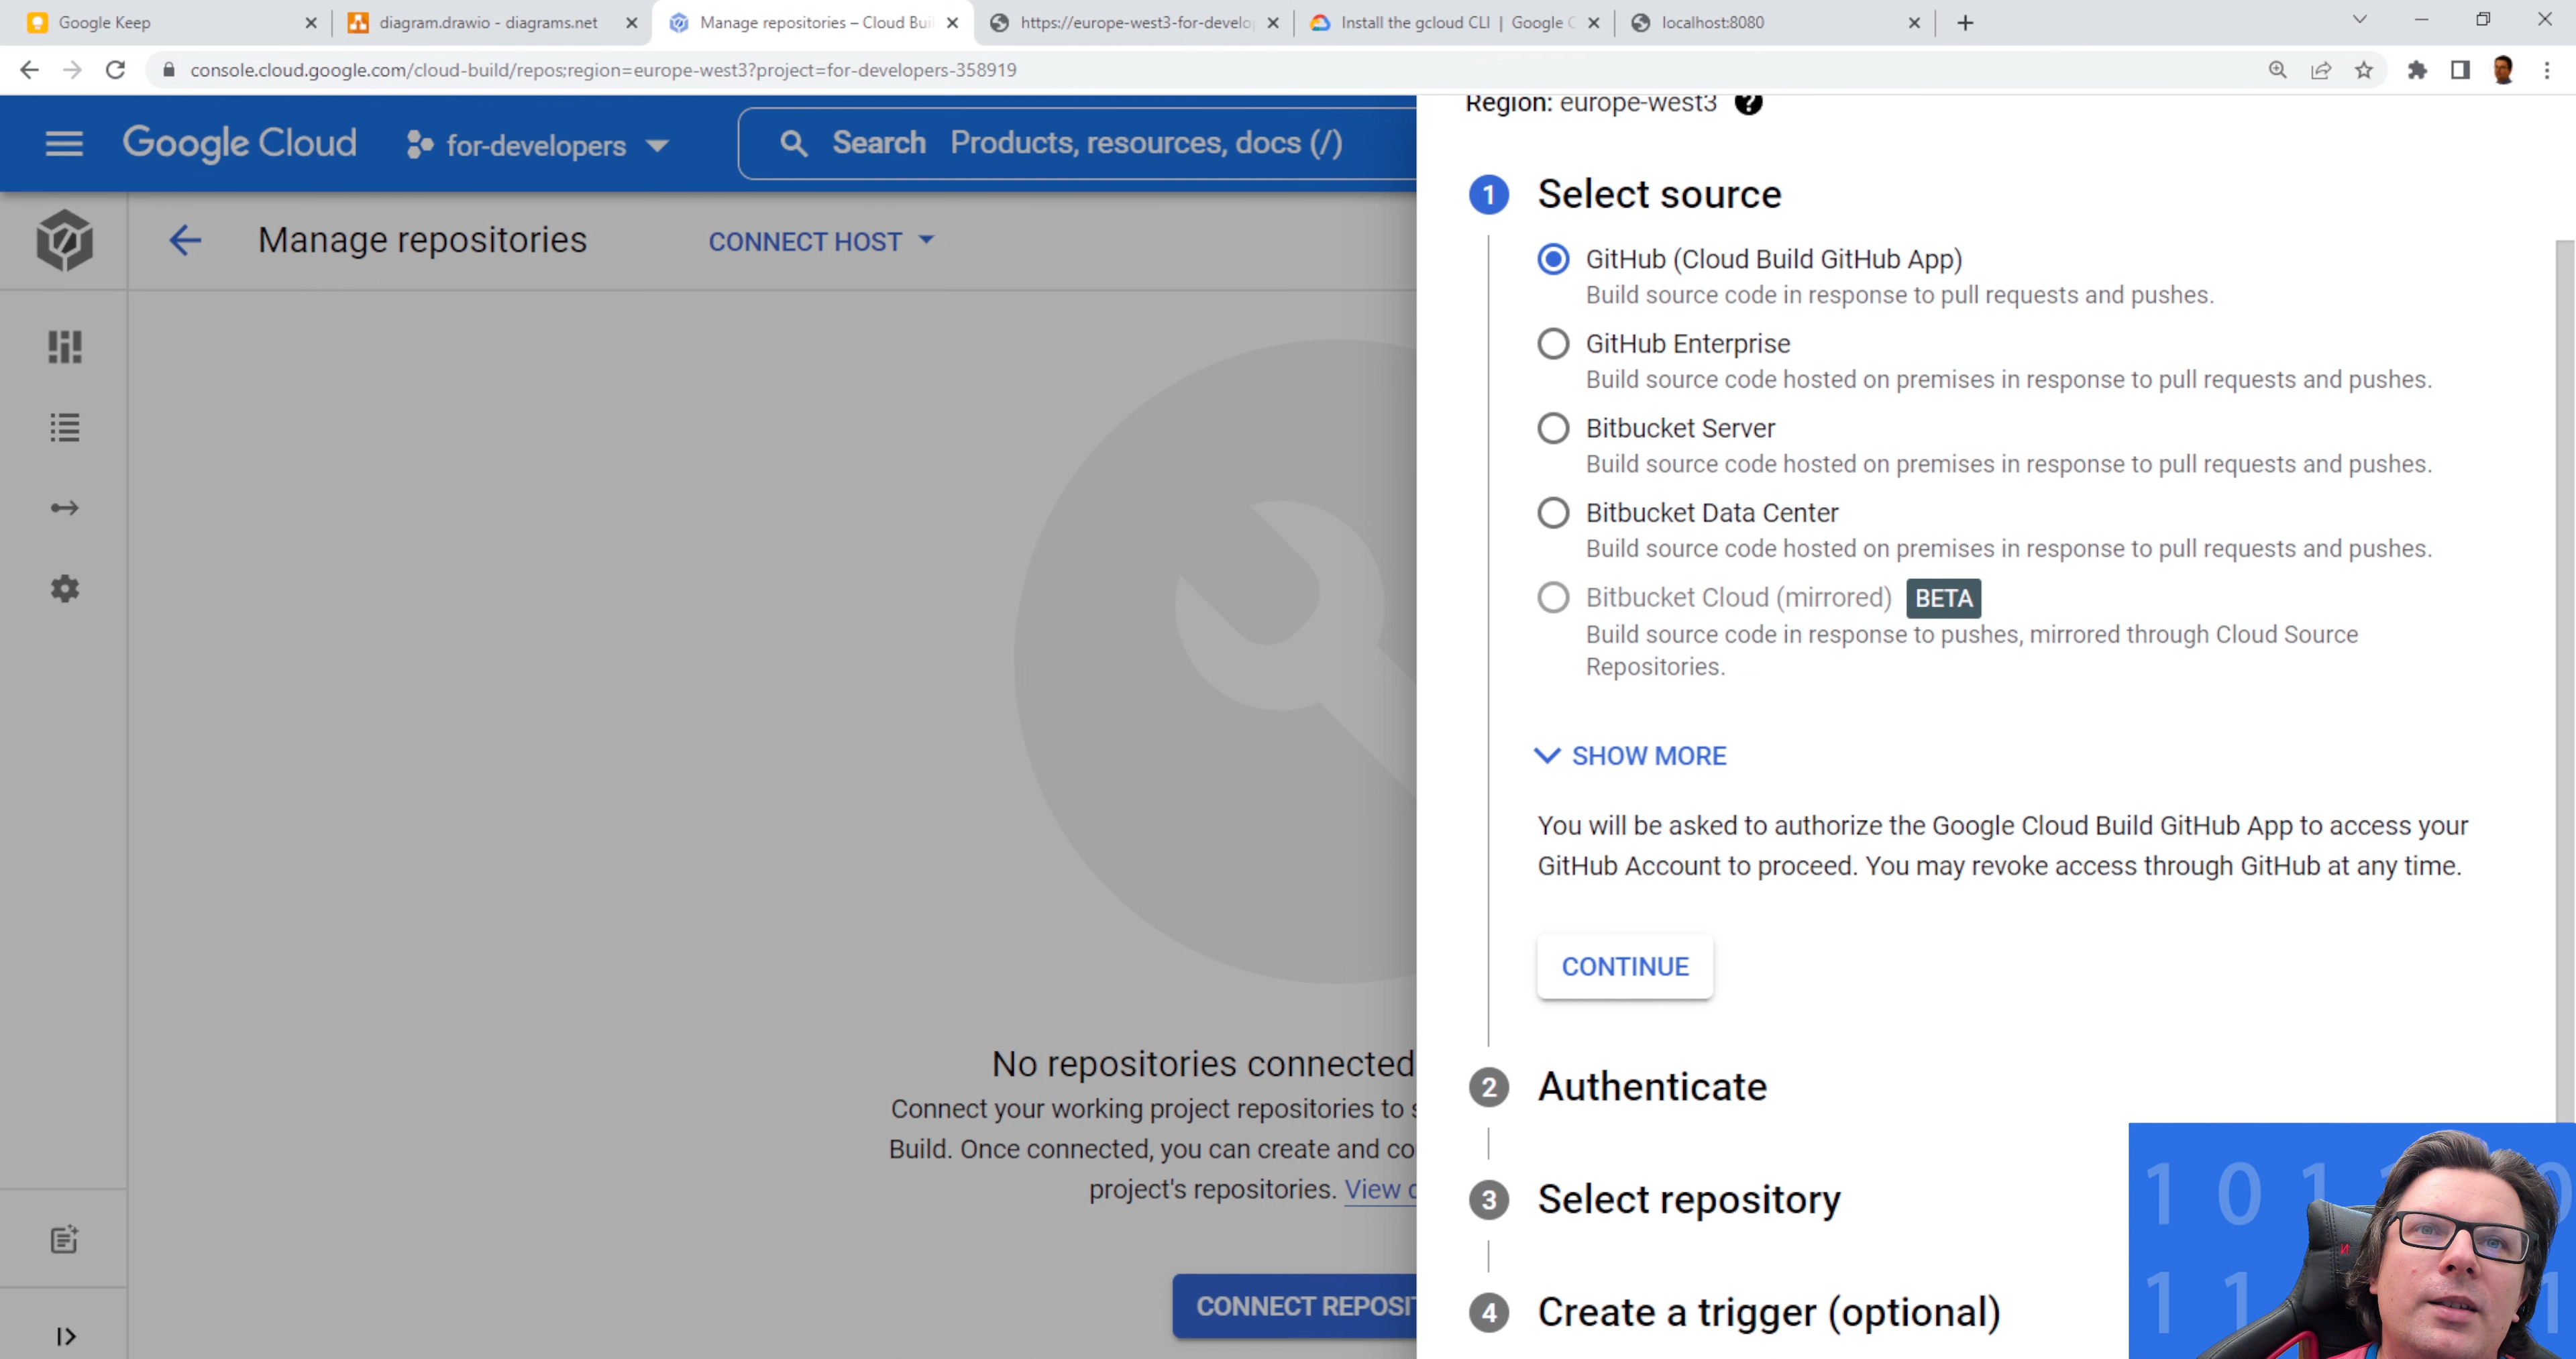 Google Keep
diagram.drawio - diagrams.net
Manage repositories – Cloud Buil
https://europe-west3-for-develop
Install the gcloud CLI | Google C
localhost:8080
console.cloud.google.com/cloud-build/repos;region=europe-west3?project=for-developers-358919
Google Cloud
for-developers
Search Products, resources, docs (/)
Manage repositories
CONNECT HOST
No repositories connected
Connect your working project repositories to s
Build. Once connected, you can create and co
project's repositories. View d
CONNECT REPOSIT
Region: europe-west3
1 Select source
GitHub (Cloud Build GitHub App)
Build source code in response to pull requests and pushes.
GitHub Enterprise
Build source code hosted on premises in response to pull requests and pushes.
Bitbucket Server
Build source code hosted on premises in response to pull requests and pushes.
Bitbucket Data Center
Build source code hosted on premises in response to pull requests and pushes.
Bitbucket Cloud (mirrored) BETA
Build source code in response to pushes, mirrored through Cloud Source
Repositories.
SHOW MORE
You will be asked to authorize the Google Cloud Build GitHub App to access your
GitHub Account to proceed. You may revoke access through GitHub at any time.
CONTINUE
2 Authenticate
3 Select repository
4 Create a trigger (optional)